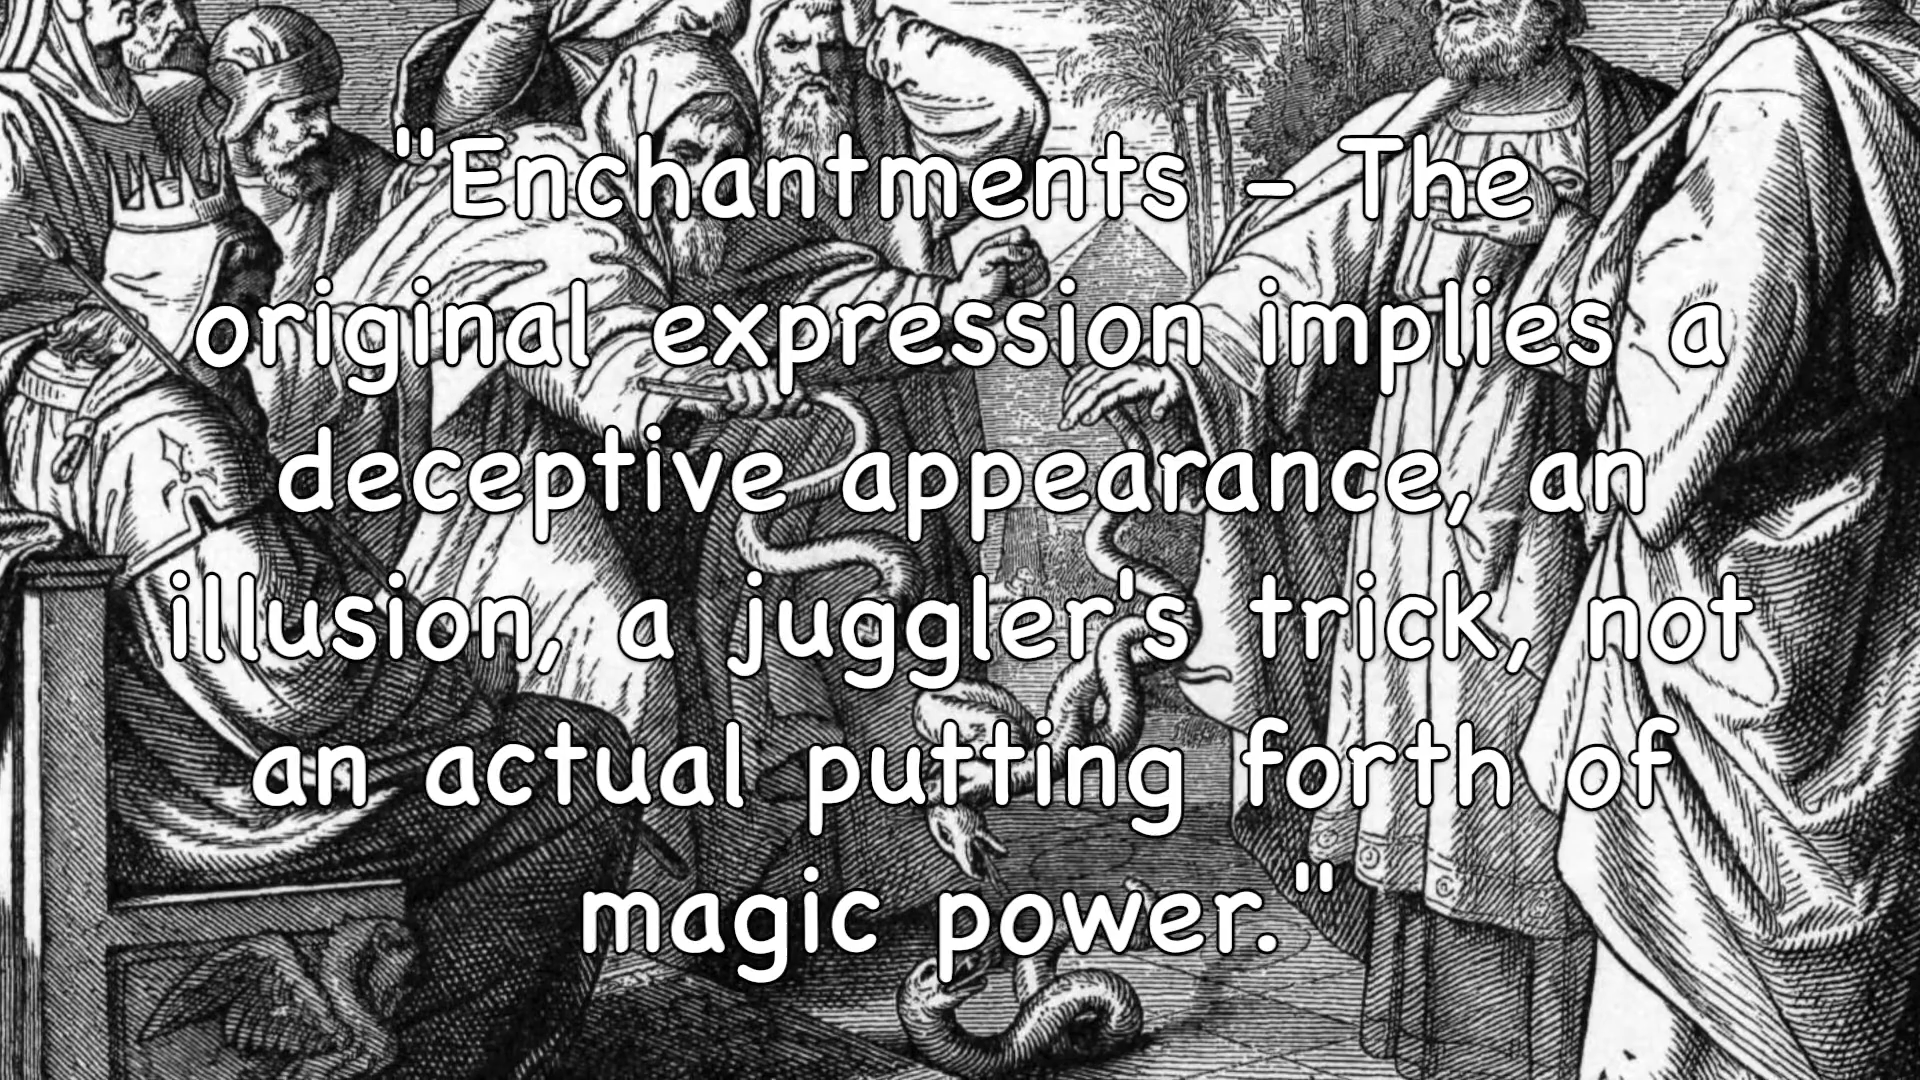 "Enchantments - The
original expression implies a
deceptive appearance, an
illusion, a juggler's trick, not
an actual putting forth of
magic power."